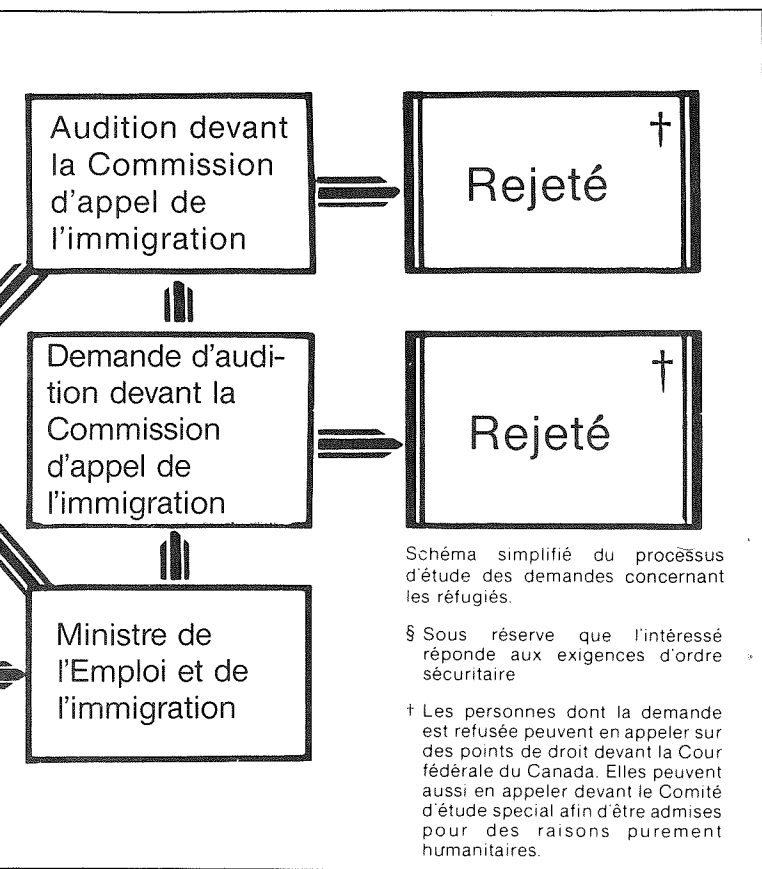 Audition devant
la Commission
d'appel de
l'immigration
†
Rejeté
Demande d'audi-
tion devant la
Commission
d'appel de
l'immigration
†
Rejeté
Ministre de
l'Emploi et de
l'immigration
Schéma simplifié du processus
d'étude des demandes concernant
les réfugiés.
§ Sous réserve que l'intéressé
réponde aux exigences d'ordre
sécuritaire
† Les personnes dont la demande
est refusée peuvent en appeler sur
des points de droit devant la Cour
fédérale du Canada. Elles peuvent
aussi en appeler devant le Comité
d'étude special afin d'être admises
pour des raisons purement
humanitaires.